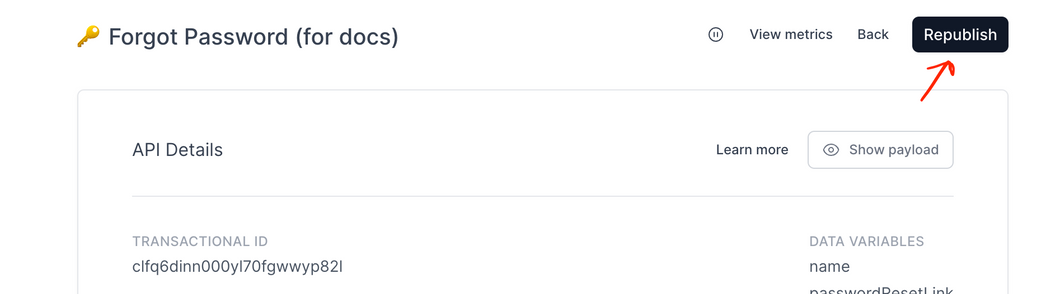 🔑 Forgot Password (for docs)
View metrics
Back
Republish
API Details
Learn more
Show payload
TRANSACTIONAL ID
clfq6dinn000yl70fgwwyp82l
DATA VARIABLES
name
passwordResetLink